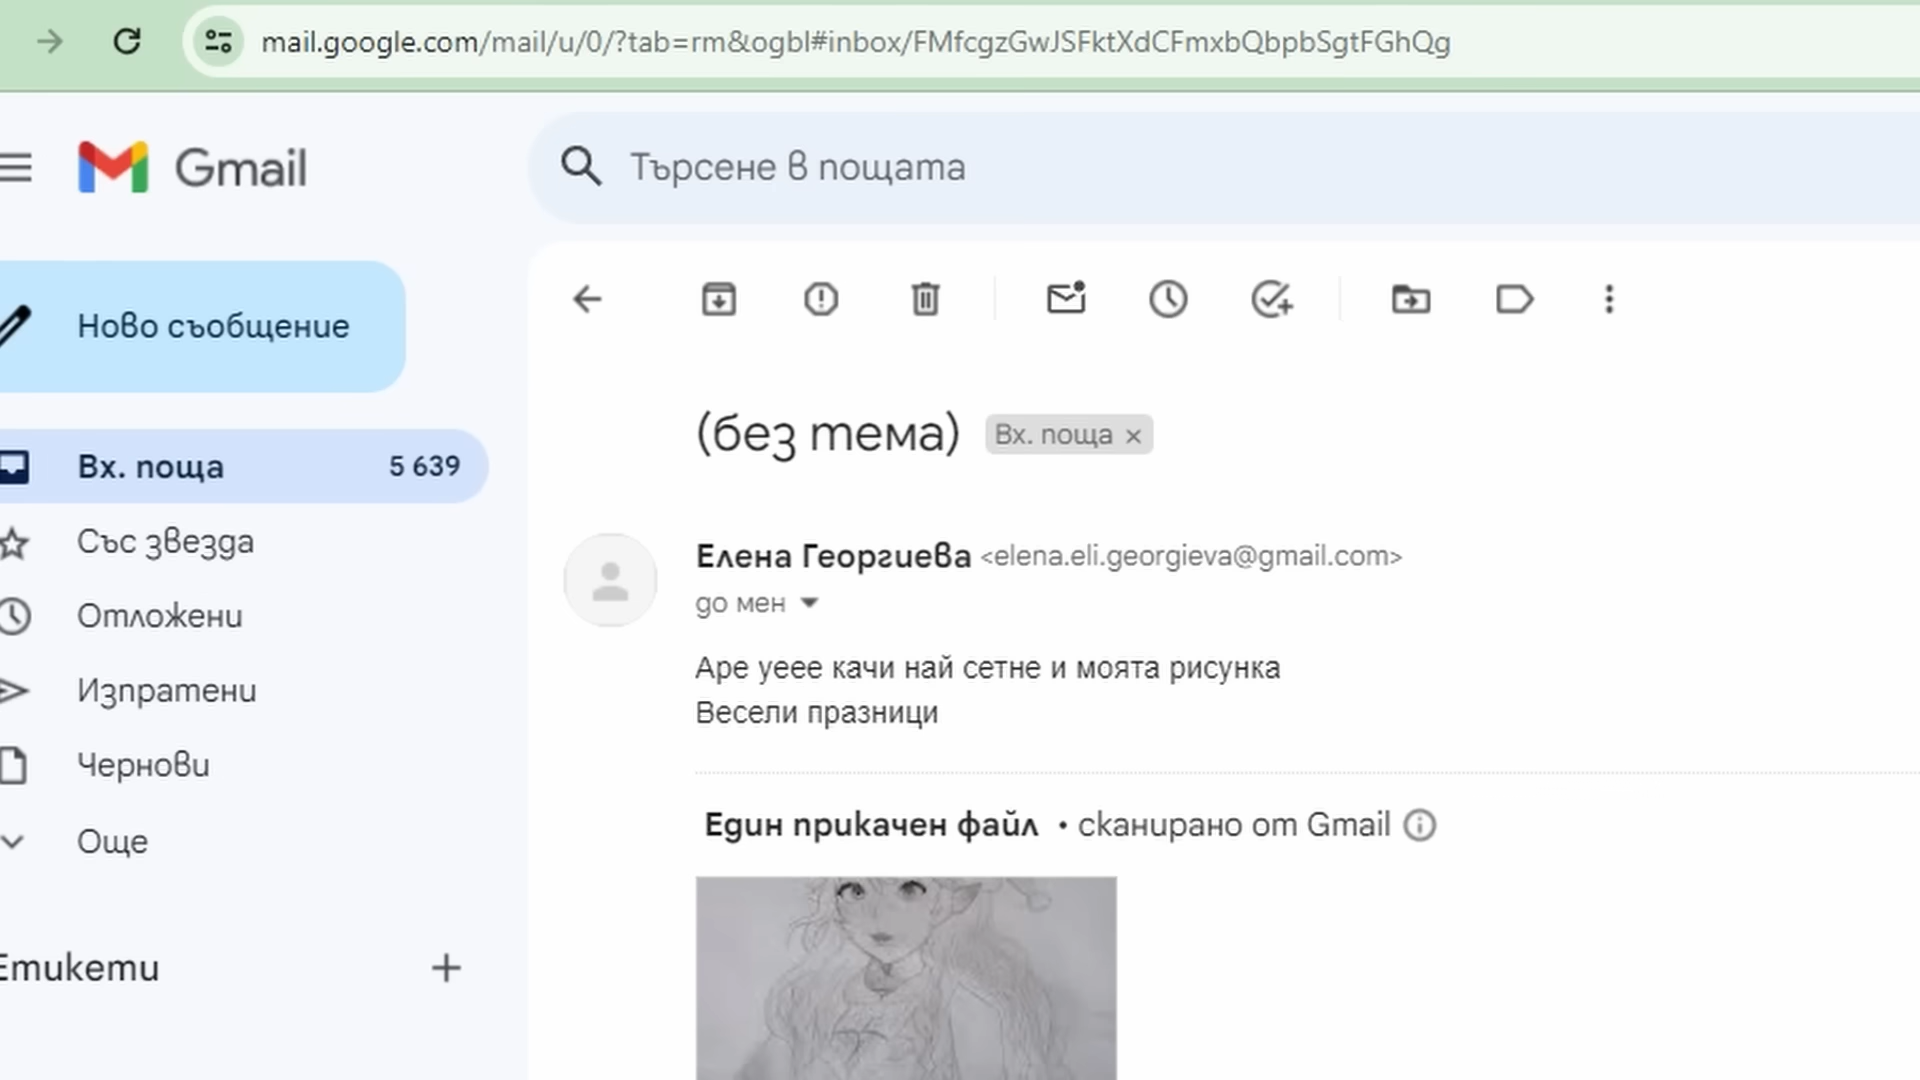 mail.google.com/mail/u/0/?tab=rm&ogbl#inbox/FMfcgzGwJSFktXdCFmxbQbpbSgtFGhQg
Gmail
Търсене в пощата
Ново съобщение
(без тема) Вх. поща ×
Вх. поща 5 639
Със звезда
Отложени
Изпратени
Чернови
Още
Етикети
Елена Георгиева <elena.eli.georgieva@gmail.com>
до мен
Аре уеее качи най сетне и моята рисунка
Весели празници
Един прикачен файл • сканирано от Gmail